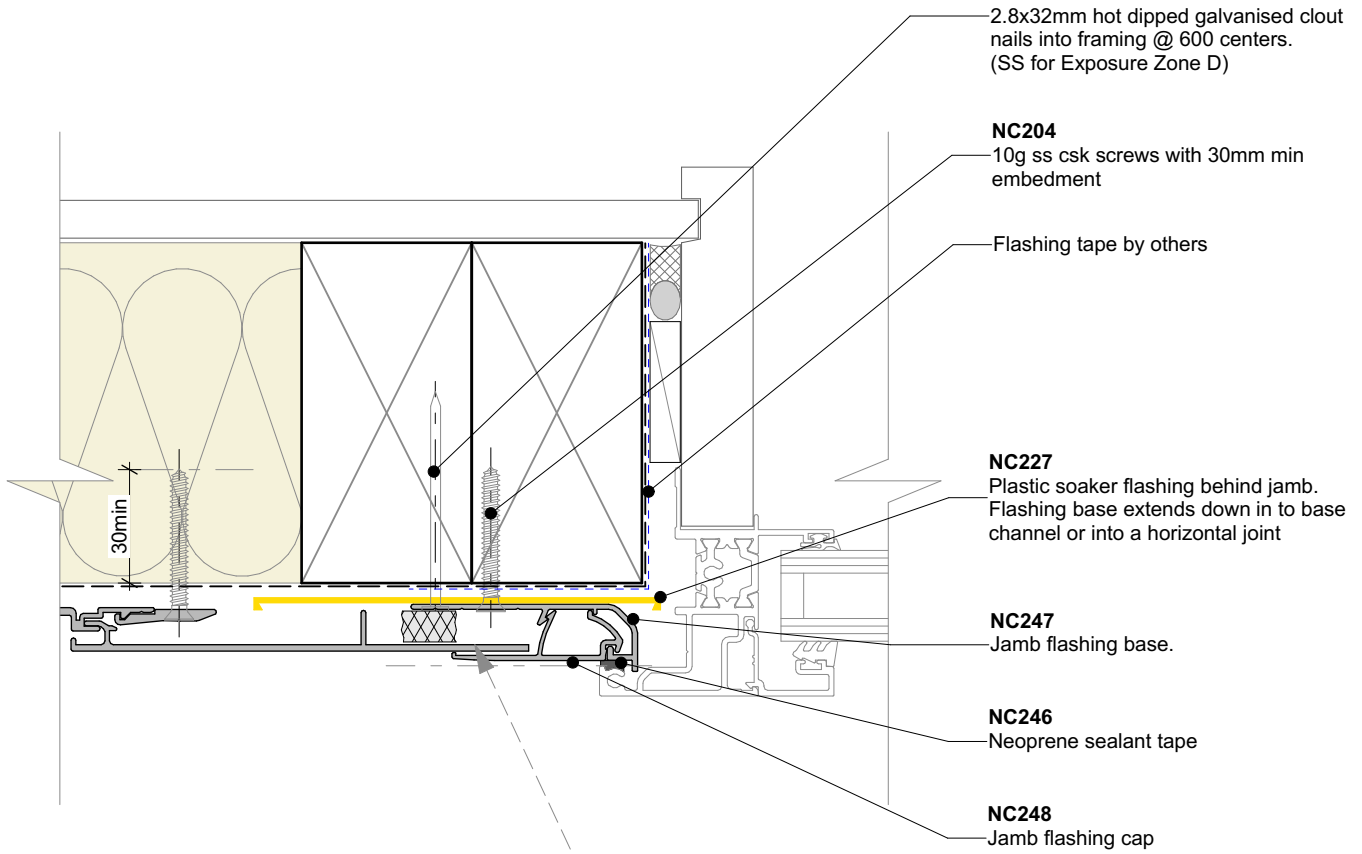 2.8x32mm hot dipped galvanised clout
nails into framing @ 600 centers.
(SS for Exposure Zone D)
NC204
10g ss csk screws with 30mm min
embedment
Flashing tape by others
NC227
Plastic soaker flashing behind jamb.
Flashing base extends down in to base
channel or into a horizontal joint
30min
NC247
Jamb flashing base.
NC246
Neoprene sealant tape
NC248
Jamb flashing cap